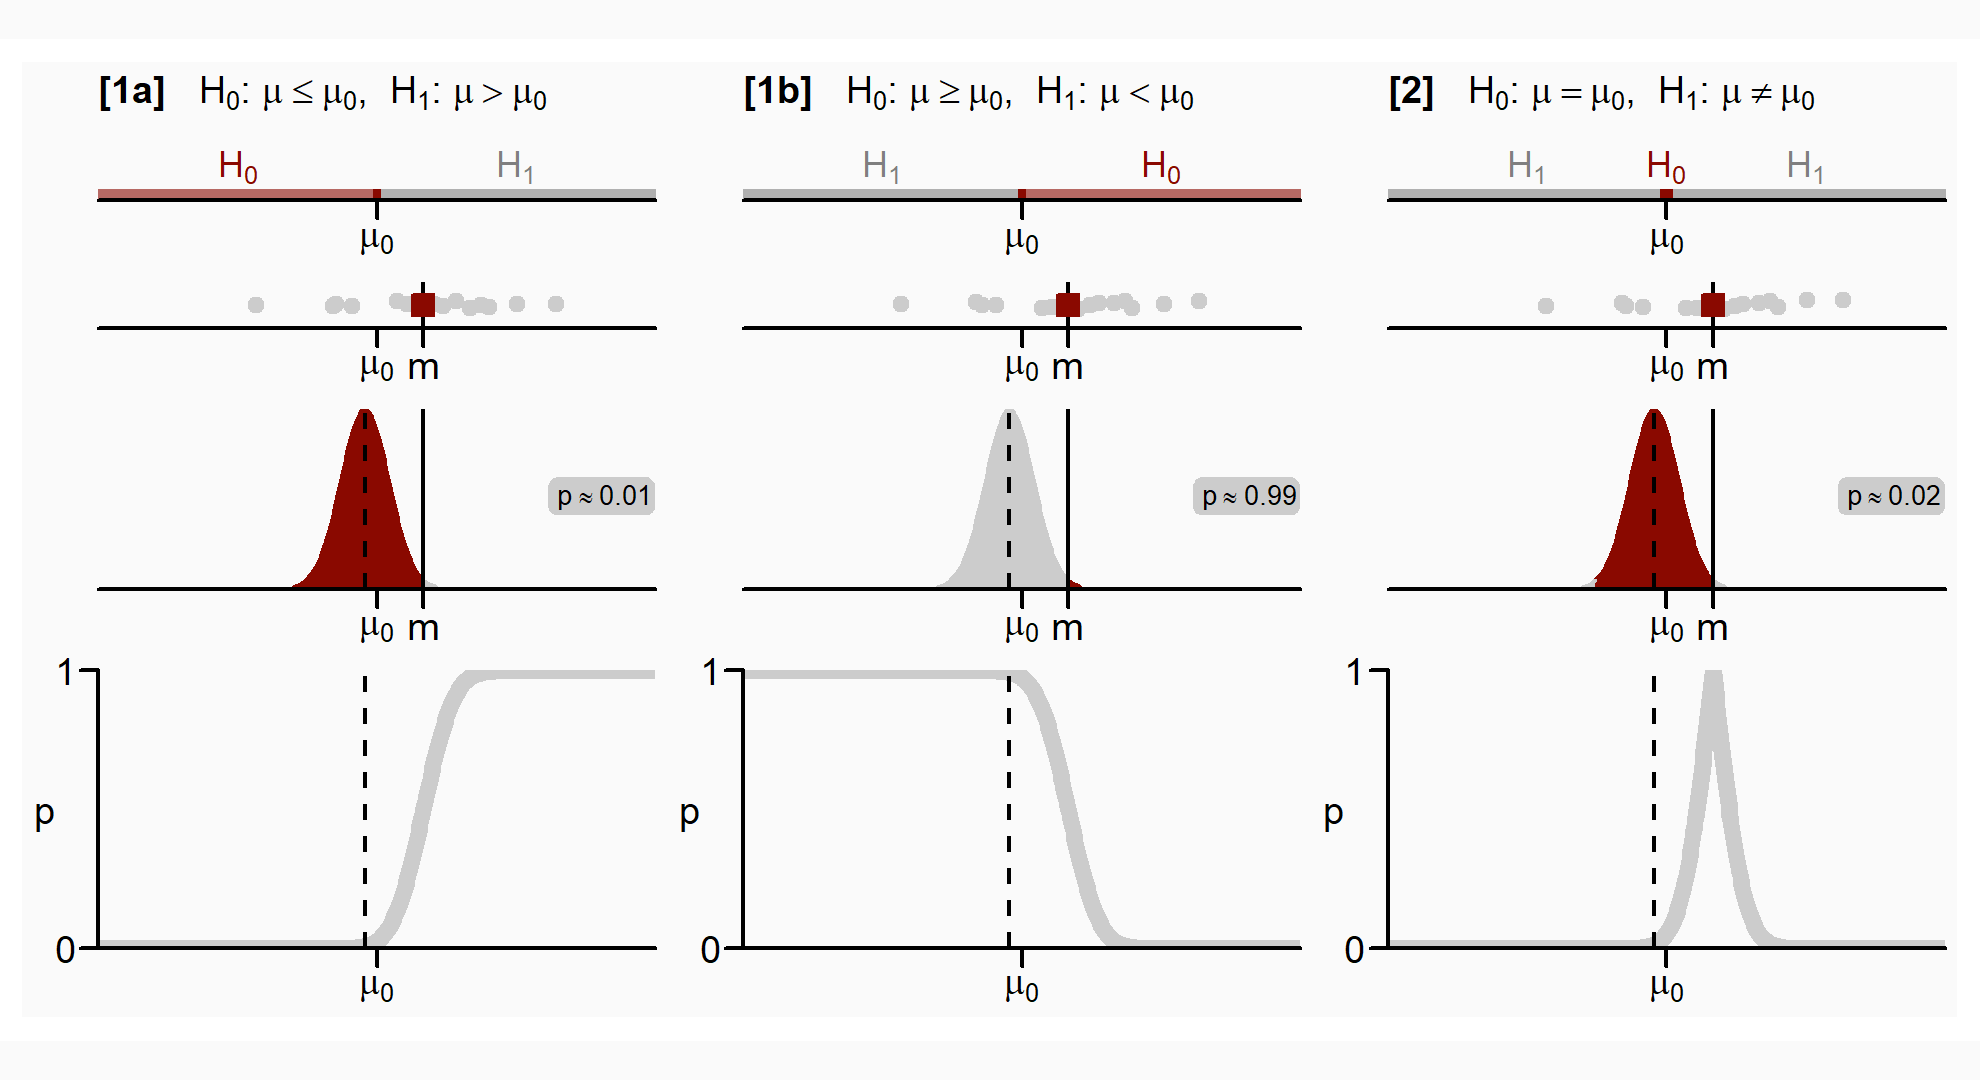 [1a] H₀: μ ≤ μ₀, H₁: μ > μ₀
H₀ H₁
μ₀
μ₀ m
p ≈ 0.01
μ₀ m
1
p
0
μ₀
[1b] H₀: μ ≥ μ₀, H₁: μ < μ₀
H₁ H₀
μ₀
μ₀ m
p ≈ 0.99
μ₀ m
1
p
0
μ₀
[2] H₀: μ = μ₀, H₁: μ ≠ μ₀
H₁ H₀ H₁
μ₀
μ₀ m
p ≈ 0.02
μ₀ m
1
p
0
μ₀